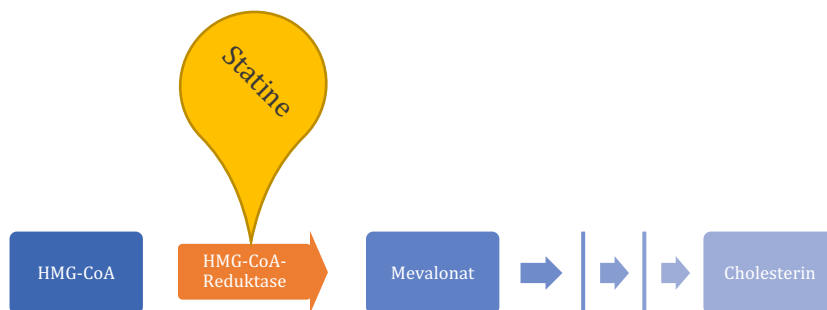 Statine
HMG-CoA
HMG-CoA-
Reduktase
Mevalonat
Cholesterin